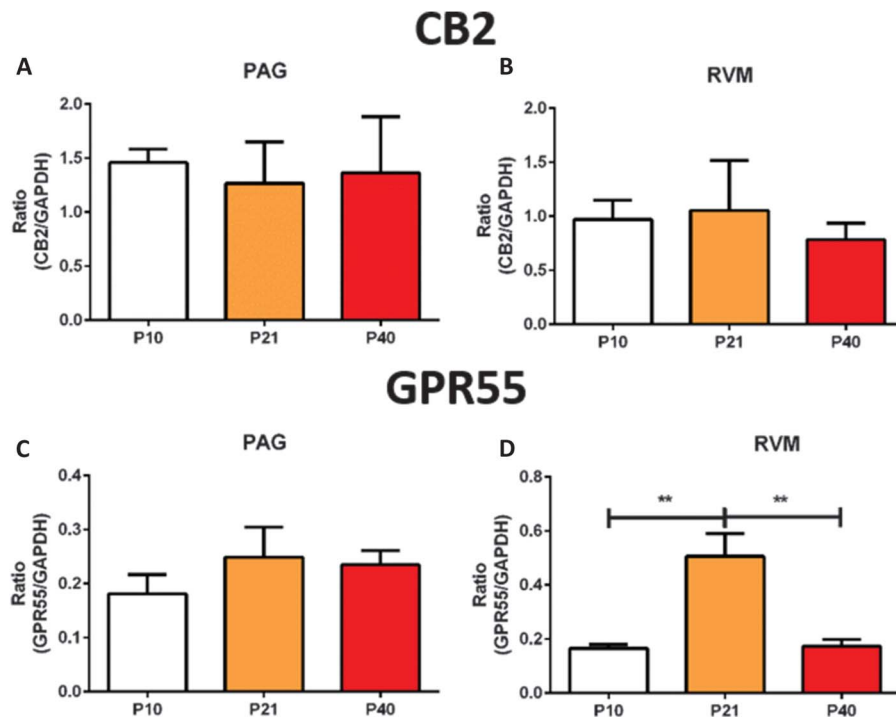 CB2
A
PAG
Ratio
(CB2/GAPDH)
2.0
1.5
1.0
0.5
0.0
P10 P21 P40
B
RVM
Ratio
(CB2/GAPDH)
2.0
1.5
1.0
0.5
0.0
P10 P21 P40
GPR55
C
PAG
Ratio
(GPR55/GAPDH)
0.4
0.3
0.2
0.1
0.0
P10 P21 P40
D
RVM
Ratio
(GPR55/GAPDH)
0.8
0.6
0.4
0.2
0.0
** **
P10 P21 P40